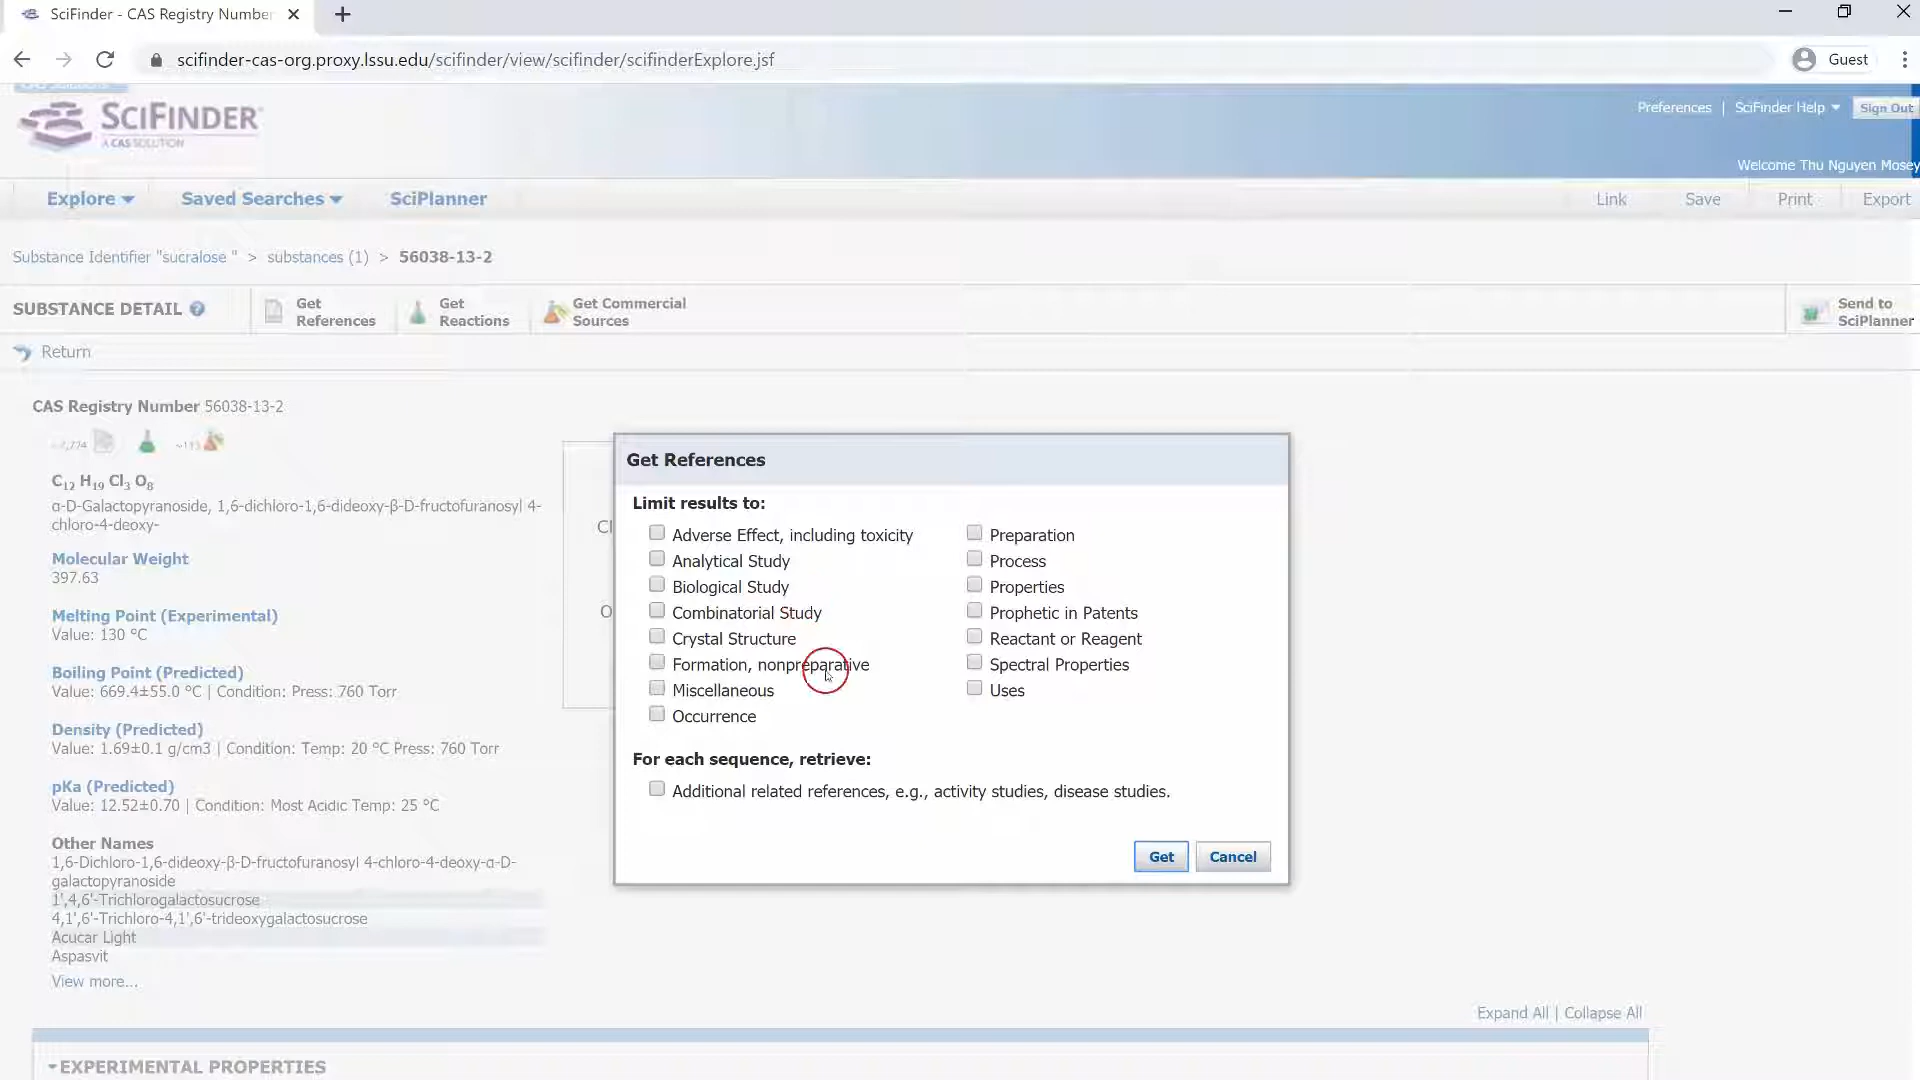 SciFinder - CAS Registry Number
scifinder-cas-org.proxy.lssu.edu/scifinder/view/scifinder/scifinderExplore.jsf
Guest
SCIFINDER
A CAS SOLUTION
Preferences | SciFinder Help
Sign Out
Welcome Thu Nguyen Mosey
Explore
Saved Searches
SciPlanner
Link
Save
Print
Export
Substance Identifier "sucralose " > substances (1) > 56038-13-2
SUBSTANCE DETAIL
Get References
Get Reactions
Get Commercial Sources
Send to SciPlanner
Return
CAS Registry Number 56038-13-2
C12 H19 Cl3 O8
α-D-Galactopyranoside, 1,6-dichloro-1,6-dideoxy-β-D-fructofuranosyl 4-
chloro-4-deoxy-
Molecular Weight
397.63
Melting Point (Experimental)
Value: 130 °C
Boiling Point (Predicted)
Value: 669.4±55.0 °C | Condition: Press: 760 Torr
Density (Predicted)
Value: 1.69±0.1 g/cm3 | Condition: Temp: 20 °C Press: 760 Torr
pKa (Predicted)
Value: 12.52±0.70 | Condition: Most Acidic Temp: 25 °C
Other Names
1,6-Dichloro-1,6-dideoxy-β-D-fructofuranosyl 4-chloro-4-deoxy-α-D-
galactopyranoside
1',4,6'-Trichlorogalactosucrose
4,1',6'-Trichloro-4,1',6'-trideoxygalactosucrose
Acucar Light
Aspasvit
View more...
Get References
Limit results to:
Adverse Effect, including toxicity
Analytical Study
Biological Study
Combinatorial Study
Crystal Structure
Formation, nonpreparative
Miscellaneous
Occurrence
Preparation
Process
Properties
Prophetic in Patents
Reactant or Reagent
Spectral Properties
Uses
For each sequence, retrieve:
Additional related references, e.g., activity studies, disease studies.
Get
Cancel
Expand All | Collapse All
EXPERIMENTAL PROPERTIES